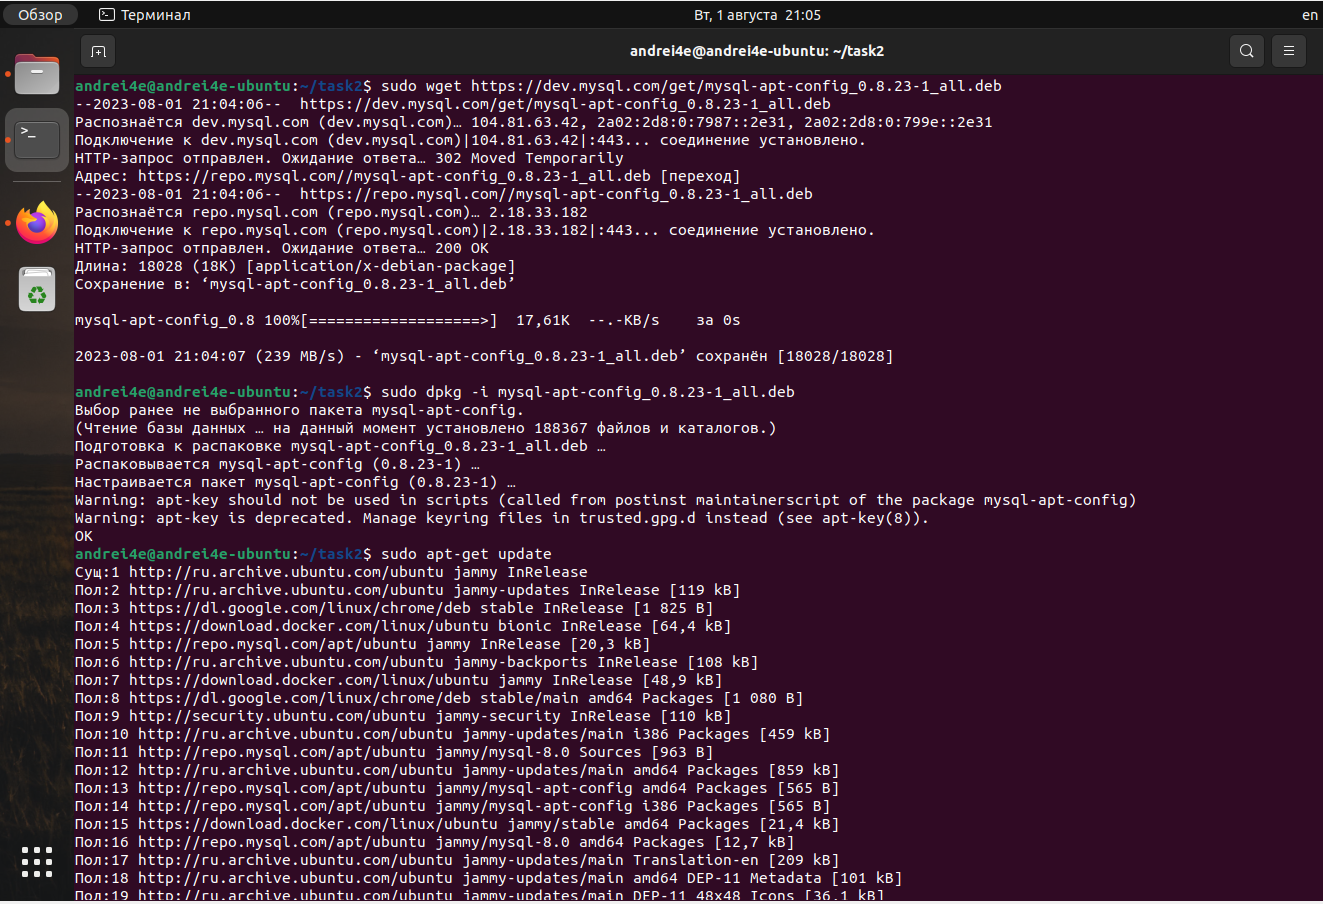 Обзор
Терминал
Вт, 1 августа 21:05
en
andrei4e@andrei4e-ubuntu: ~/task2
andrei4e@andrei4e-ubuntu:~/task2$ sudo wget https://dev.mysql.com/get/mysql-apt-config_0.8.23-1_all.deb
--2023-08-01 21:04:06--  https://dev.mysql.com/get/mysql-apt-config_0.8.23-1_all.deb
Распознаётся dev.mysql.com (dev.mysql.com)… 104.81.63.42, 2a02:2d8:0:7987::2e31, 2a02:2d8:0:799e::2e31
Подключение к dev.mysql.com (dev.mysql.com)|104.81.63.42|:443... соединение установлено.
HTTP-запрос отправлен. Ожидание ответа… 302 Moved Temporarily
Адрес: https://repo.mysql.com//mysql-apt-config_0.8.23-1_all.deb [переход]
--2023-08-01 21:04:06--  https://repo.mysql.com//mysql-apt-config_0.8.23-1_all.deb
Распознаётся repo.mysql.com (repo.mysql.com)… 2.18.33.182
Подключение к repo.mysql.com (repo.mysql.com)|2.18.33.182|:443... соединение установлено.
HTTP-запрос отправлен. Ожидание ответа… 200 OK
Длина: 18028 (18K) [application/x-debian-package]
Сохранение в: ‘mysql-apt-config_0.8.23-1_all.deb’
mysql-apt-config_0.8 100%[===================>]  17,61K  --.-KB/s    за 0s
2023-08-01 21:04:07 (239 MB/s) - ‘mysql-apt-config_0.8.23-1_all.deb’ сохранён [18028/18028]
andrei4e@andrei4e-ubuntu:~/task2$ sudo dpkg -i mysql-apt-config_0.8.23-1_all.deb
Выбор ранее не выбранного пакета mysql-apt-config.
(Чтение базы данных … на данный момент установлено 188367 файлов и каталогов.)
Подготовка к распаковке mysql-apt-config_0.8.23-1_all.deb …
Распаковывается mysql-apt-config (0.8.23-1) …
Настраивается пакет mysql-apt-config (0.8.23-1) …
Warning: apt-key should not be used in scripts (called from postinst maintainerscript of the package mysql-apt-config)
Warning: apt-key is deprecated. Manage keyring files in trusted.gpg.d instead (see apt-key(8)).
OK
andrei4e@andrei4e-ubuntu:~/task2$ sudo apt-get update
Сущ:1 http://ru.archive.ubuntu.com/ubuntu jammy InRelease
Пол:2 http://ru.archive.ubuntu.com/ubuntu jammy-updates InRelease [119 kB]
Пол:3 https://dl.google.com/linux/chrome/deb stable InRelease [1 825 B]
Пол:4 https://download.docker.com/linux/ubuntu bionic InRelease [64,4 kB]
Пол:5 http://repo.mysql.com/apt/ubuntu jammy InRelease [20,3 kB]
Пол:6 http://ru.archive.ubuntu.com/ubuntu jammy-backports InRelease [108 kB]
Пол:7 https://download.docker.com/linux/ubuntu jammy InRelease [48,9 kB]
Пол:8 https://dl.google.com/linux/chrome/deb stable/main amd64 Packages [1 080 B]
Пол:9 http://security.ubuntu.com/ubuntu jammy-security InRelease [110 kB]
Пол:10 http://ru.archive.ubuntu.com/ubuntu jammy-updates/main i386 Packages [459 kB]
Пол:11 http://repo.mysql.com/apt/ubuntu jammy/mysql-8.0 Sources [963 B]
Пол:12 http://ru.archive.ubuntu.com/ubuntu jammy-updates/main amd64 Packages [859 kB]
Пол:13 http://repo.mysql.com/apt/ubuntu jammy/mysql-apt-config amd64 Packages [565 B]
Пол:14 http://repo.mysql.com/apt/ubuntu jammy/mysql-apt-config i386 Packages [565 B]
Пол:15 https://download.docker.com/linux/ubuntu jammy/stable amd64 Packages [21,4 kB]
Пол:16 http://repo.mysql.com/apt/ubuntu jammy/mysql-8.0 amd64 Packages [12,7 kB]
Пол:17 http://ru.archive.ubuntu.com/ubuntu jammy-updates/main Translation-en [209 kB]
Пол:18 http://ru.archive.ubuntu.com/ubuntu jammy-updates/main amd64 DEP-11 Metadata [101 kB]
Пол:19 http://ru.archive.ubuntu.com/ubuntu jammy-updates/main DEP-11 48x48 Icons [36,1 kB]